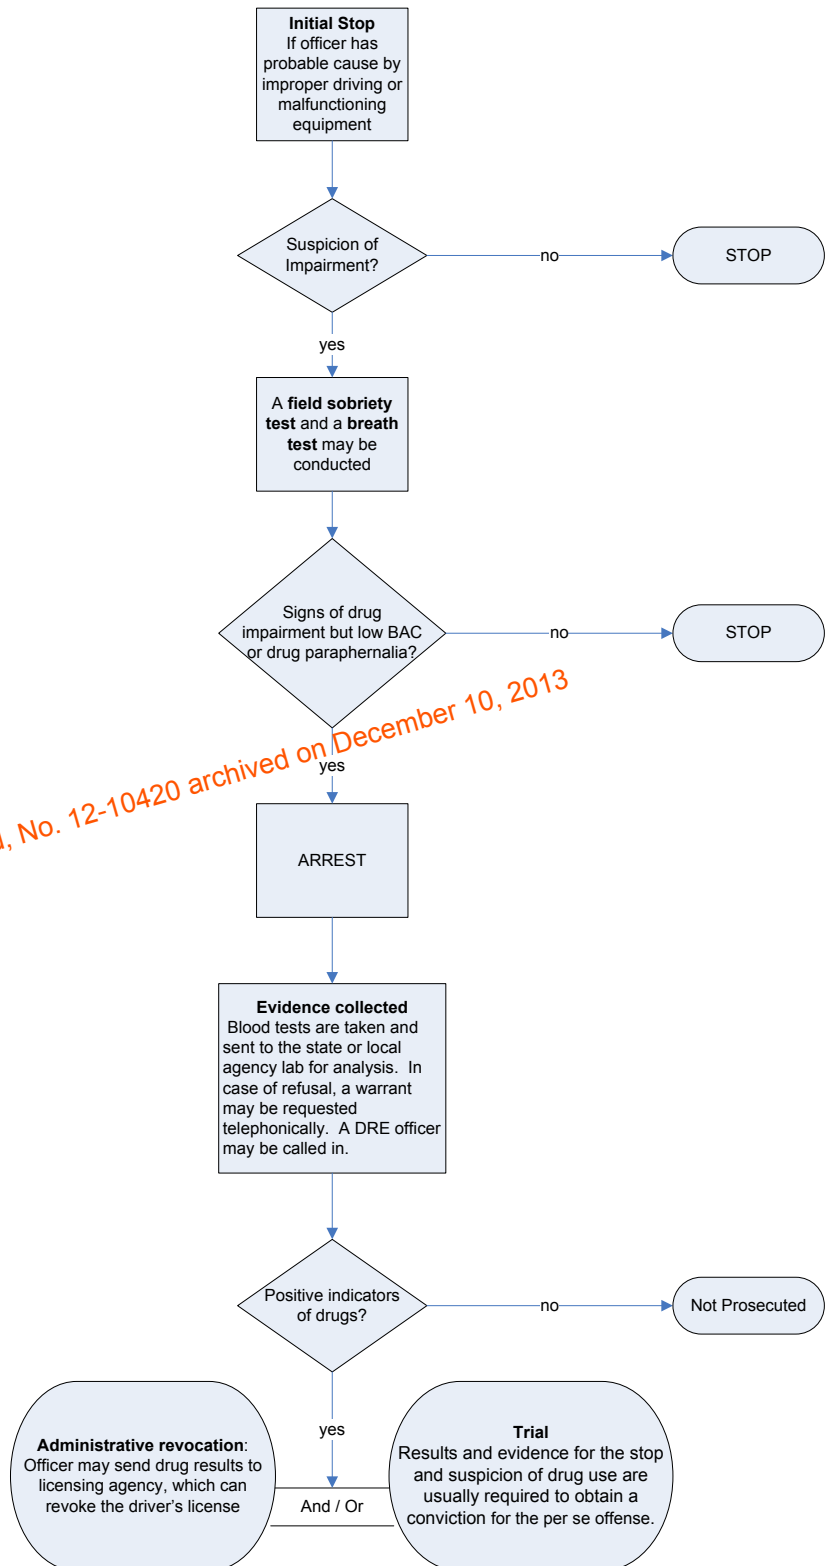 Initial Stop
If officer has
probable cause by
improper driving or
malfunctioning
equipment
Suspicion of
Impairment?
no
STOP
yes
A field sobriety
test and a breath
test may be
conducted
Signs of drug
impairment but low BAC
or drug paraphernalia?
no
STOP
yes
, No. 12-10420 archived on December 10, 2013
ARREST
Evidence collected
Blood tests are taken and
sent to the state or local
agency lab for analysis. In
case of refusal, a warrant
may be requested
telephonically. A DRE officer
may be called in.
Positive indicators
of drugs?
no
Not Prosecuted
yes
Administrative revocation:
Officer may send drug results to
licensing agency, which can
revoke the driver’s license
And / Or
Trial
Results and evidence for the stop
and suspicion of drug use are
usually required to obtain a
conviction for the per se offense.